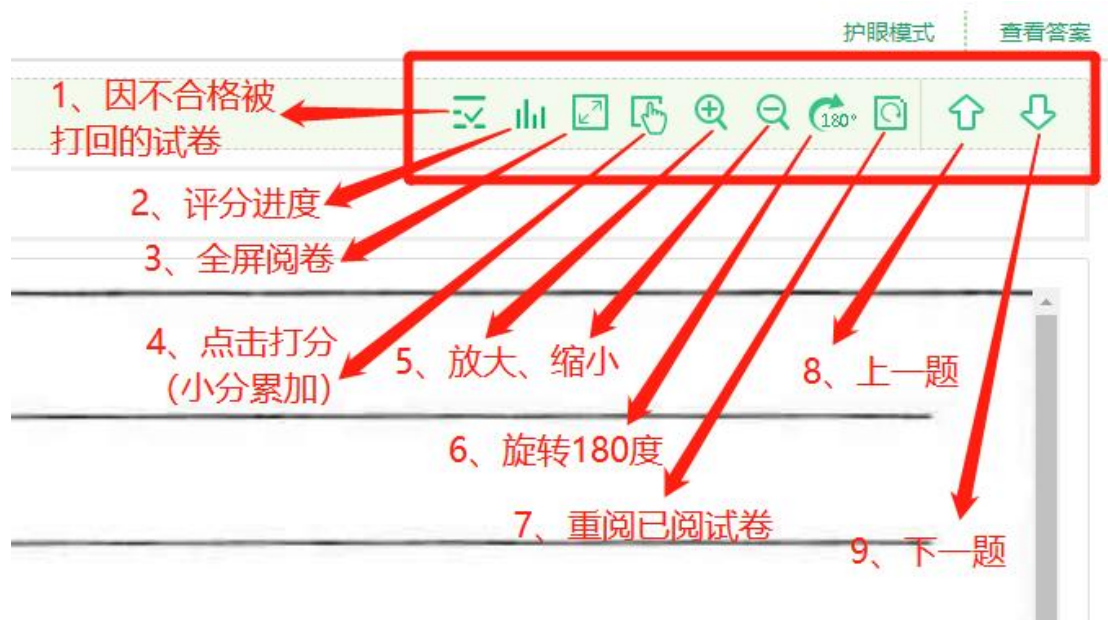 护眼模式
查看答案
1、因不合格被
打回的试卷
180°
2、评分进度
3、全屏阅卷
4、点击打分
（小分累加）
5、放大、缩小
8、上一题
6、旋转180度
7、重阅已阅试卷
9、下一题